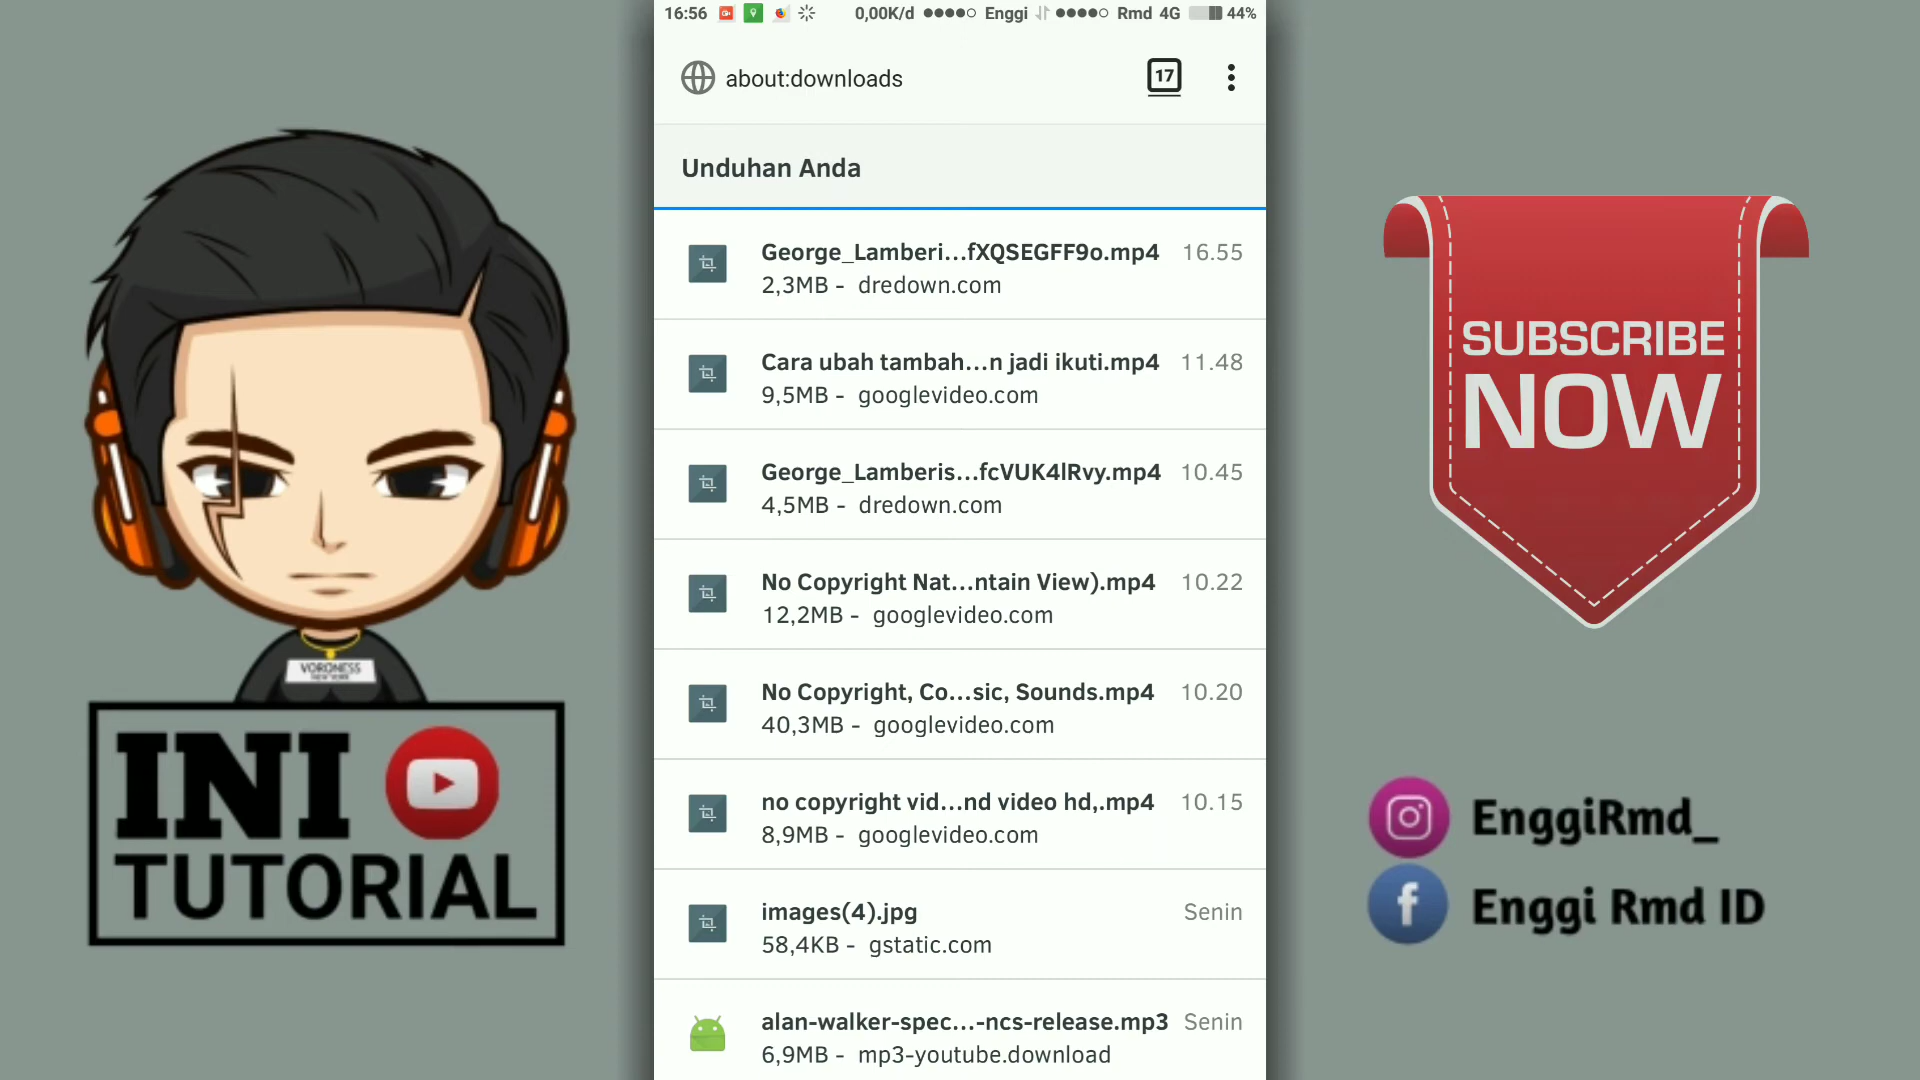 16:56 0,00K/d Enggi Rmd 4G 44%
about:downloads 17
Unduhan Anda
George_Lamberi...fXQSEGFF9o.mp4 16.55
2,3MB - dredown.com
Cara ubah tambah...n jadi ikuti.mp4 11.48
9,5MB - googlevideo.com
George_Lamberis...fcVUK4lRvy.mp4 10.45
4,5MB - dredown.com
No Copyright Nat...ntain View).mp4 10.22
12,2MB - googlevideo.com
No Copyright, Co...sic, Sounds.mp4 10.20
40,3MB - googlevideo.com
no copyright vid...nd video hd,.mp4 10.15
8,9MB - googlevideo.com
images(4).jpg Senin
58,4KB - gstatic.com
alan-walker-spec...-ncs-release.mp3 Senin
6,9MB - mp3-youtube.download
VORONESS
INI
TUTORIAL
SUBSCRIBE
NOW
EnggiRmd_
Enggi Rmd ID